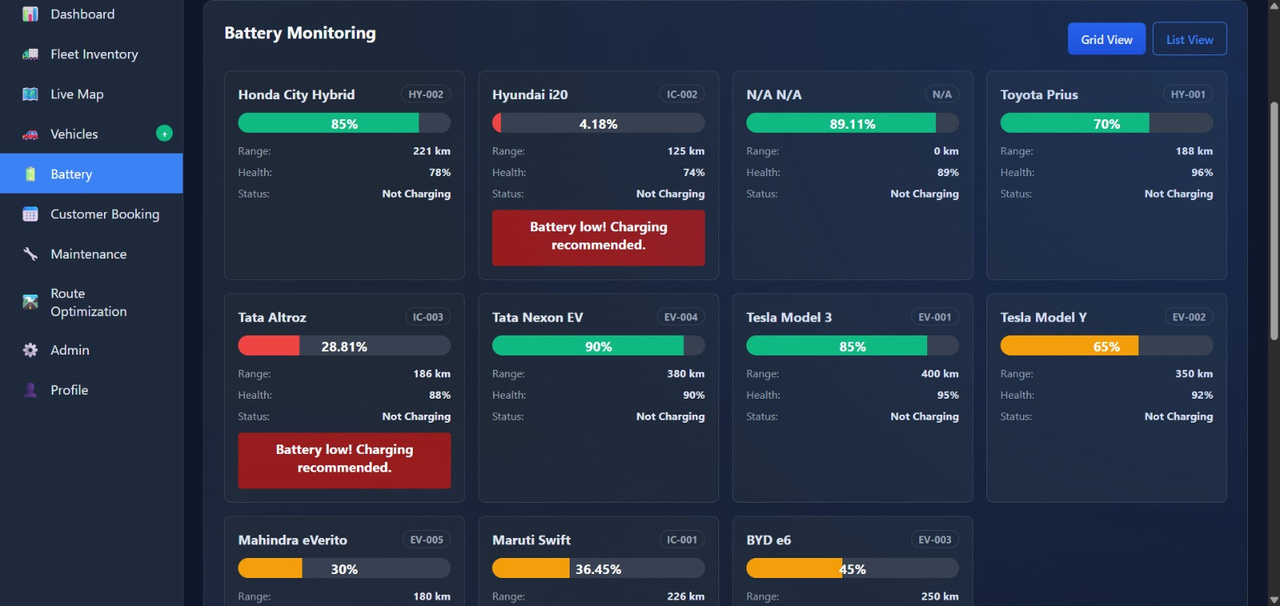 Dashboard
Fleet Inventory
Live Map
Vehicles +
Battery
Customer Booking
Maintenance
Route
Optimization
Admin
Profile
Battery Monitoring
Grid View
List View
Honda City Hybrid HY-002
85%
Range: 221 km
Health: 78%
Status: Not Charging
Hyundai i20 IC-002
4.18%
Range: 125 km
Health: 74%
Status: Not Charging
Battery low! Charging
recommended.
N/A N/A N/A
89.11%
Range: 0 km
Health: 89%
Status: Not Charging
Toyota Prius HY-001
70%
Range: 188 km
Health: 96%
Status: Not Charging
Tata Altroz IC-003
28.81%
Range: 186 km
Health: 88%
Status: Not Charging
Battery low! Charging
recommended.
Tata Nexon EV EV-004
90%
Range: 380 km
Health: 90%
Status: Not Charging
Tesla Model 3 EV-001
85%
Range: 400 km
Health: 95%
Status: Not Charging
Tesla Model Y EV-002
65%
Range: 350 km
Health: 92%
Status: Not Charging
Mahindra eVerito EV-005
30%
Range: 180 km
Maruti Swift IC-001
36.45%
Range: 226 km
BYD e6 EV-003
45%
Range: 250 km